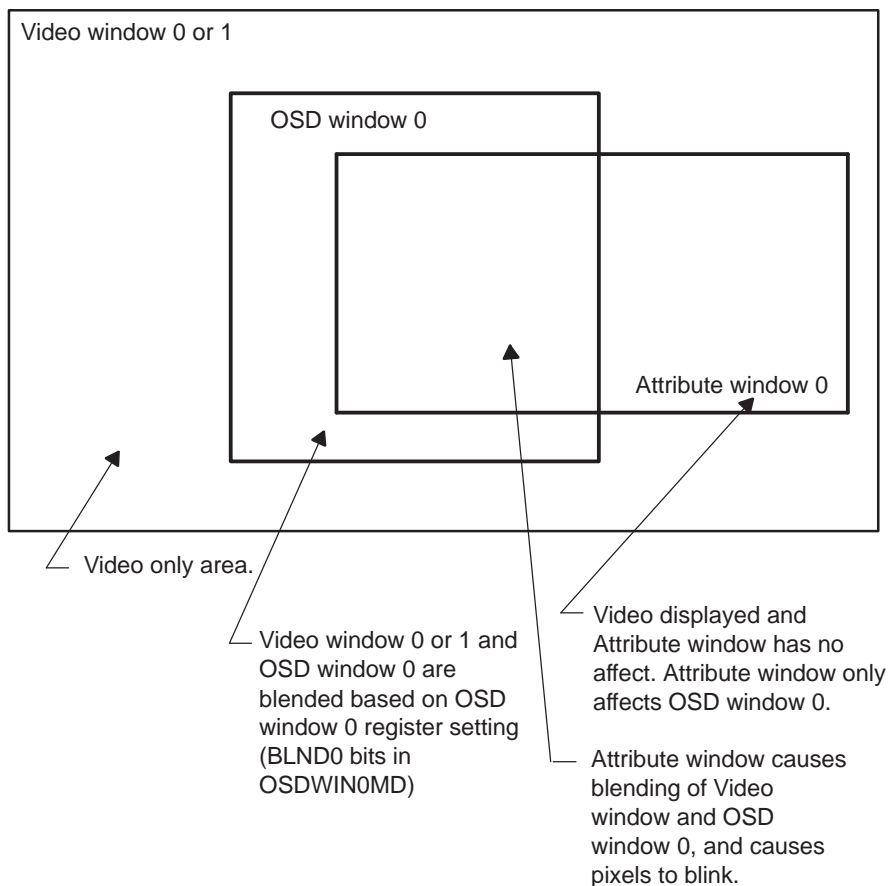 Video window 0 or 1
OSD window 0
Attribute window 0
Video only area.
Video window 0 or 1 and
OSD window 0 are
blended based on OSD
window 0 register setting
(BLND0 bits in
OSDWIN0MD)
Video displayed and
Attribute window has no
affect. Attribute window only
affects OSD window 0.
Attribute window causes
blending of Video
window and OSD
window 0, and causes
pixels to blink.